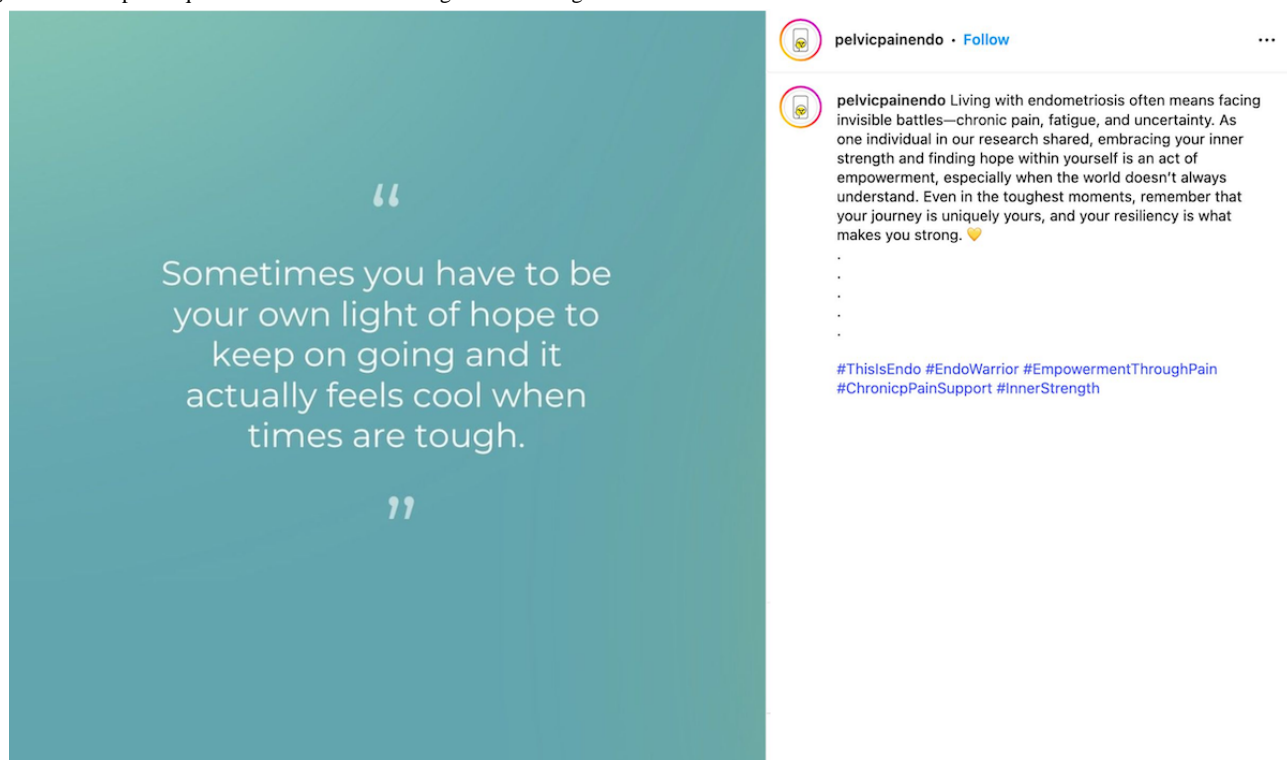 “
Sometimes you have to be
your own light of hope to
keep on going and it
actually feels cool when
times are tough.
”
pelvicpainendo • Follow
...
pelvicpainendo Living with endometriosis often means facing
invisible battles—chronic pain, fatigue, and uncertainty. As
one individual in our research shared, embracing your inner
strength and finding hope within yourself is an act of
empowerment, especially when the world doesn't always
understand. Even in the toughest moments, remember that
your journey is uniquely yours, and your resiliency is what
makes you strong. 💛
.
.
.
.
.
#ThisIsEndo #EndoWarrior #EmpowermentThroughPain
#ChronicpPainSupport #InnerStrength